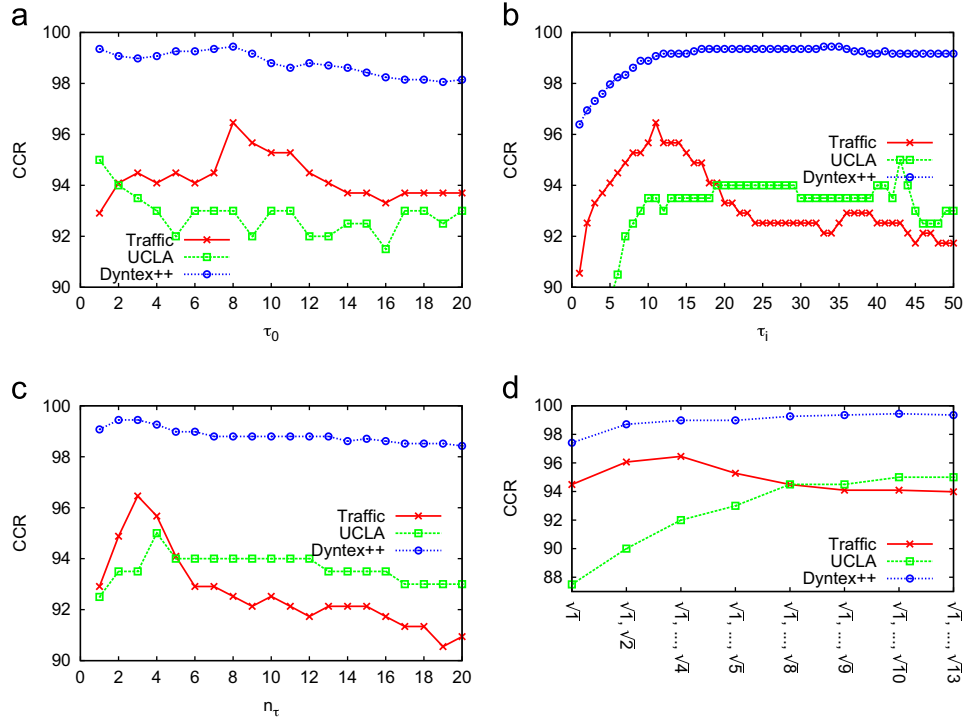 a
100
98
96
94
92
90
CCR
Traffic
UCLA
Dyntex++
0 2 4 6 8 10 12 14 16 18 20
τ0
b
100
98
96
94
92
90
CCR
Traffic
UCLA
Dyntex++
0 5 10 15 20 25 30 35 40 45 50
τi
c
100
98
96
94
92
90
CCR
Traffic
UCLA
Dyntex++
0 2 4 6 8 10 12 14 16 18 20
nτ
d
100
98
96
94
92
90
88
CCR
Traffic
UCLA
Dyntex++
√1
√1, √2
√1, ..., √4
√1, ..., √5
√1, ..., √8
√1, ..., √9
√1, ..., √10
√1, ..., √13